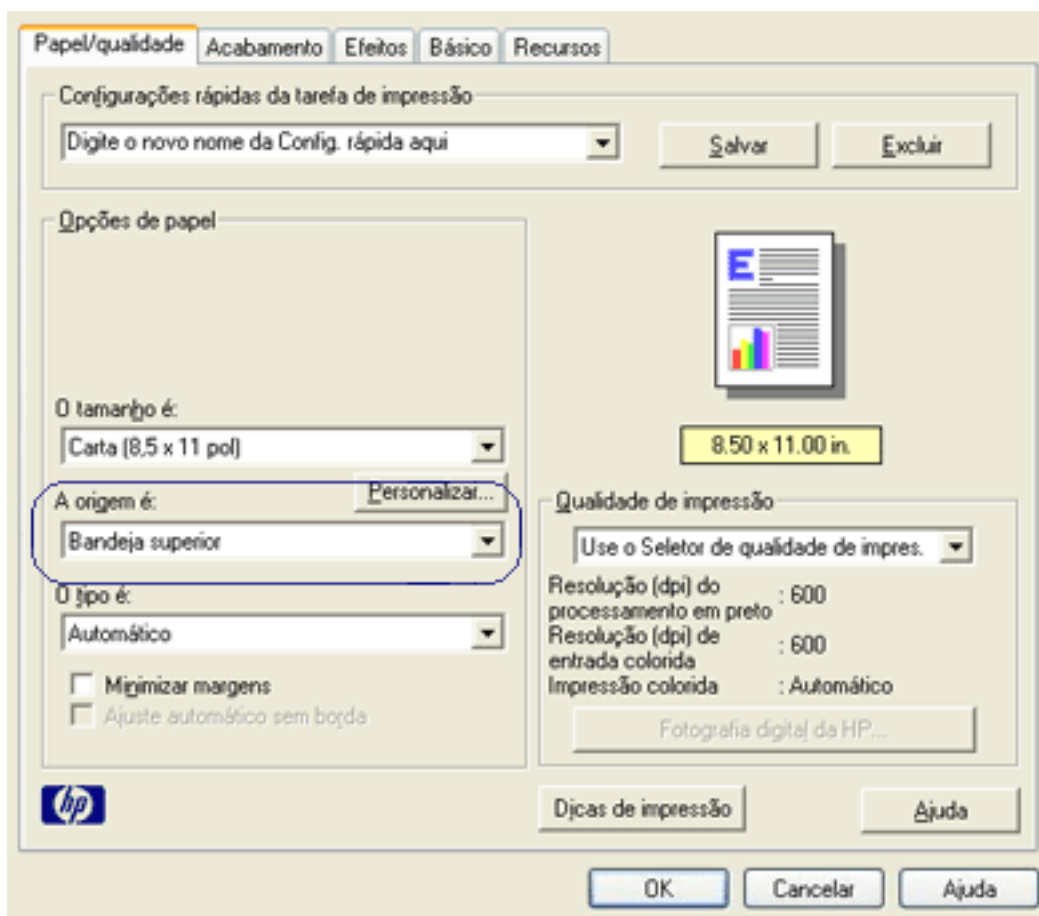 Papel/qualidade Acabamento Efeitos Básico Recursos
Configurações rápidas da tarefa de impressão
Digite o novo nome da Config. rápida aqui
Salvar
Excluir
Opções de papel
E
O tamanho é:
Carta (8,5 x 11 pol)
8.50 x 11.00 in.
Personalizar...
A origem é:
Bandeja superior
O tipo é:
Automático
Minimizar margens
Ajuste automático sem borda
Qualidade de impressão
Use o Seletor de qualidade de impres.
Resolução (dpi) do
processamento em preto : 600
Resolução (dpi) de
entrada colorida : 600
Impressão colorida : Automático
Fotografia digital da HP...
hp
Dicas de impressão
Ajuda
OK
Cancelar
Ajuda